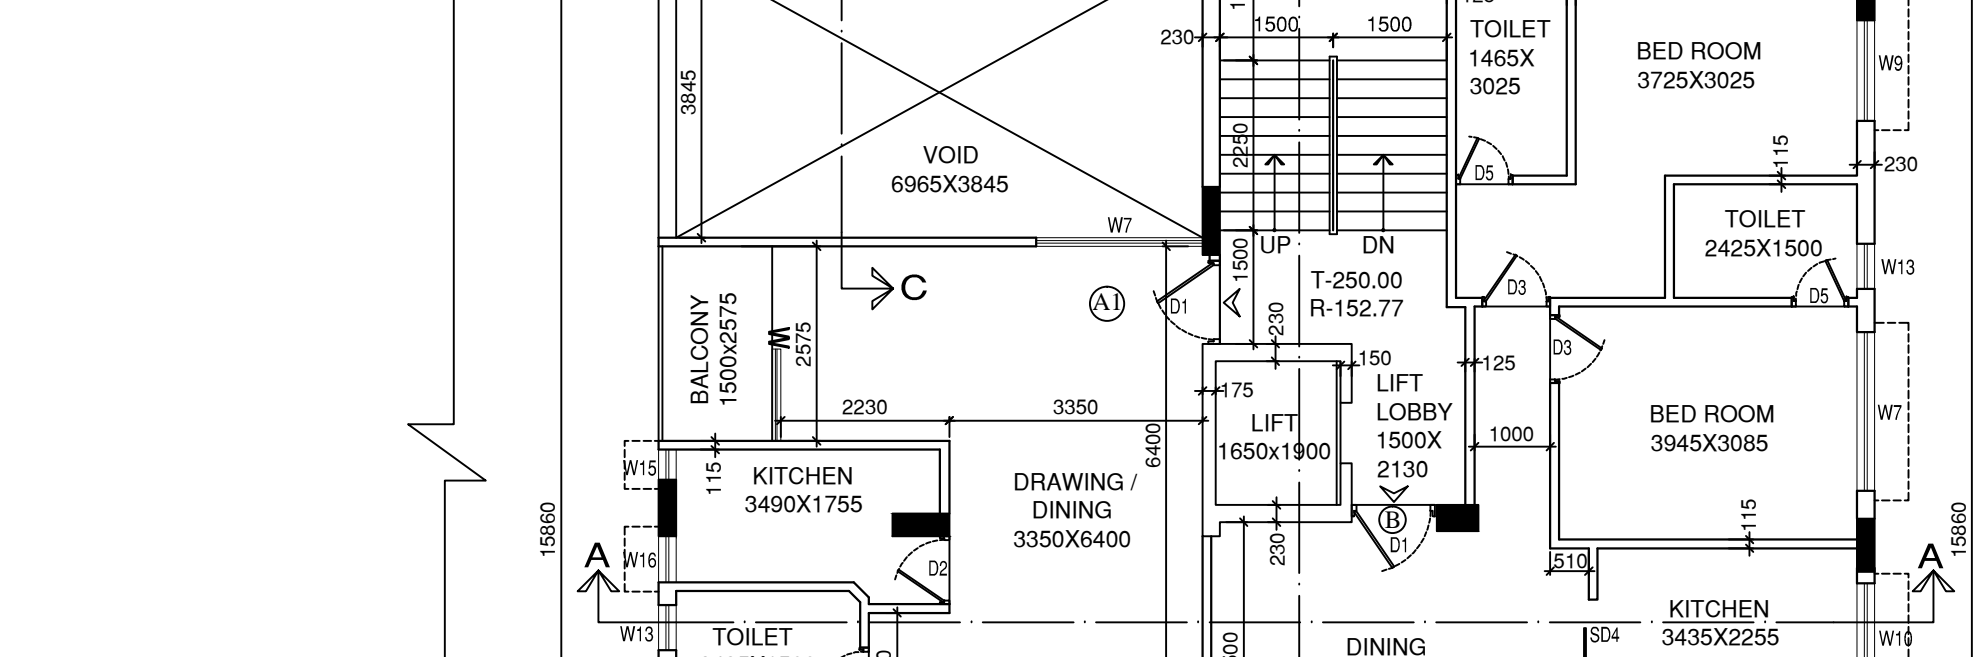 1500
1500
230
TOILET
1465X
3025
BED ROOM
3725X3025
W9
3845
2250
VOID
6965X3845
D5
115
230
W7
TOILET
2425X1500
UP
DN
1500
C
A1
D1
T-250.00
R-152.77
D3
D5
W13
BALCONY
1500x2575
W
2575
230
D3
150
125
175
LIFT
LOBBY
1500X
2130
2230
3350
LIFT
1650x1900
BED ROOM
3945X3085
W7
1000
6400
W15
115
KITCHEN
3490X1755
DRAWING /
DINING
3350X6400
B
D1
115
15860
15860
A
W16
D2
230
510
A
KITCHEN
3435X2255
W13
TOILET
DINING
SD4
W10